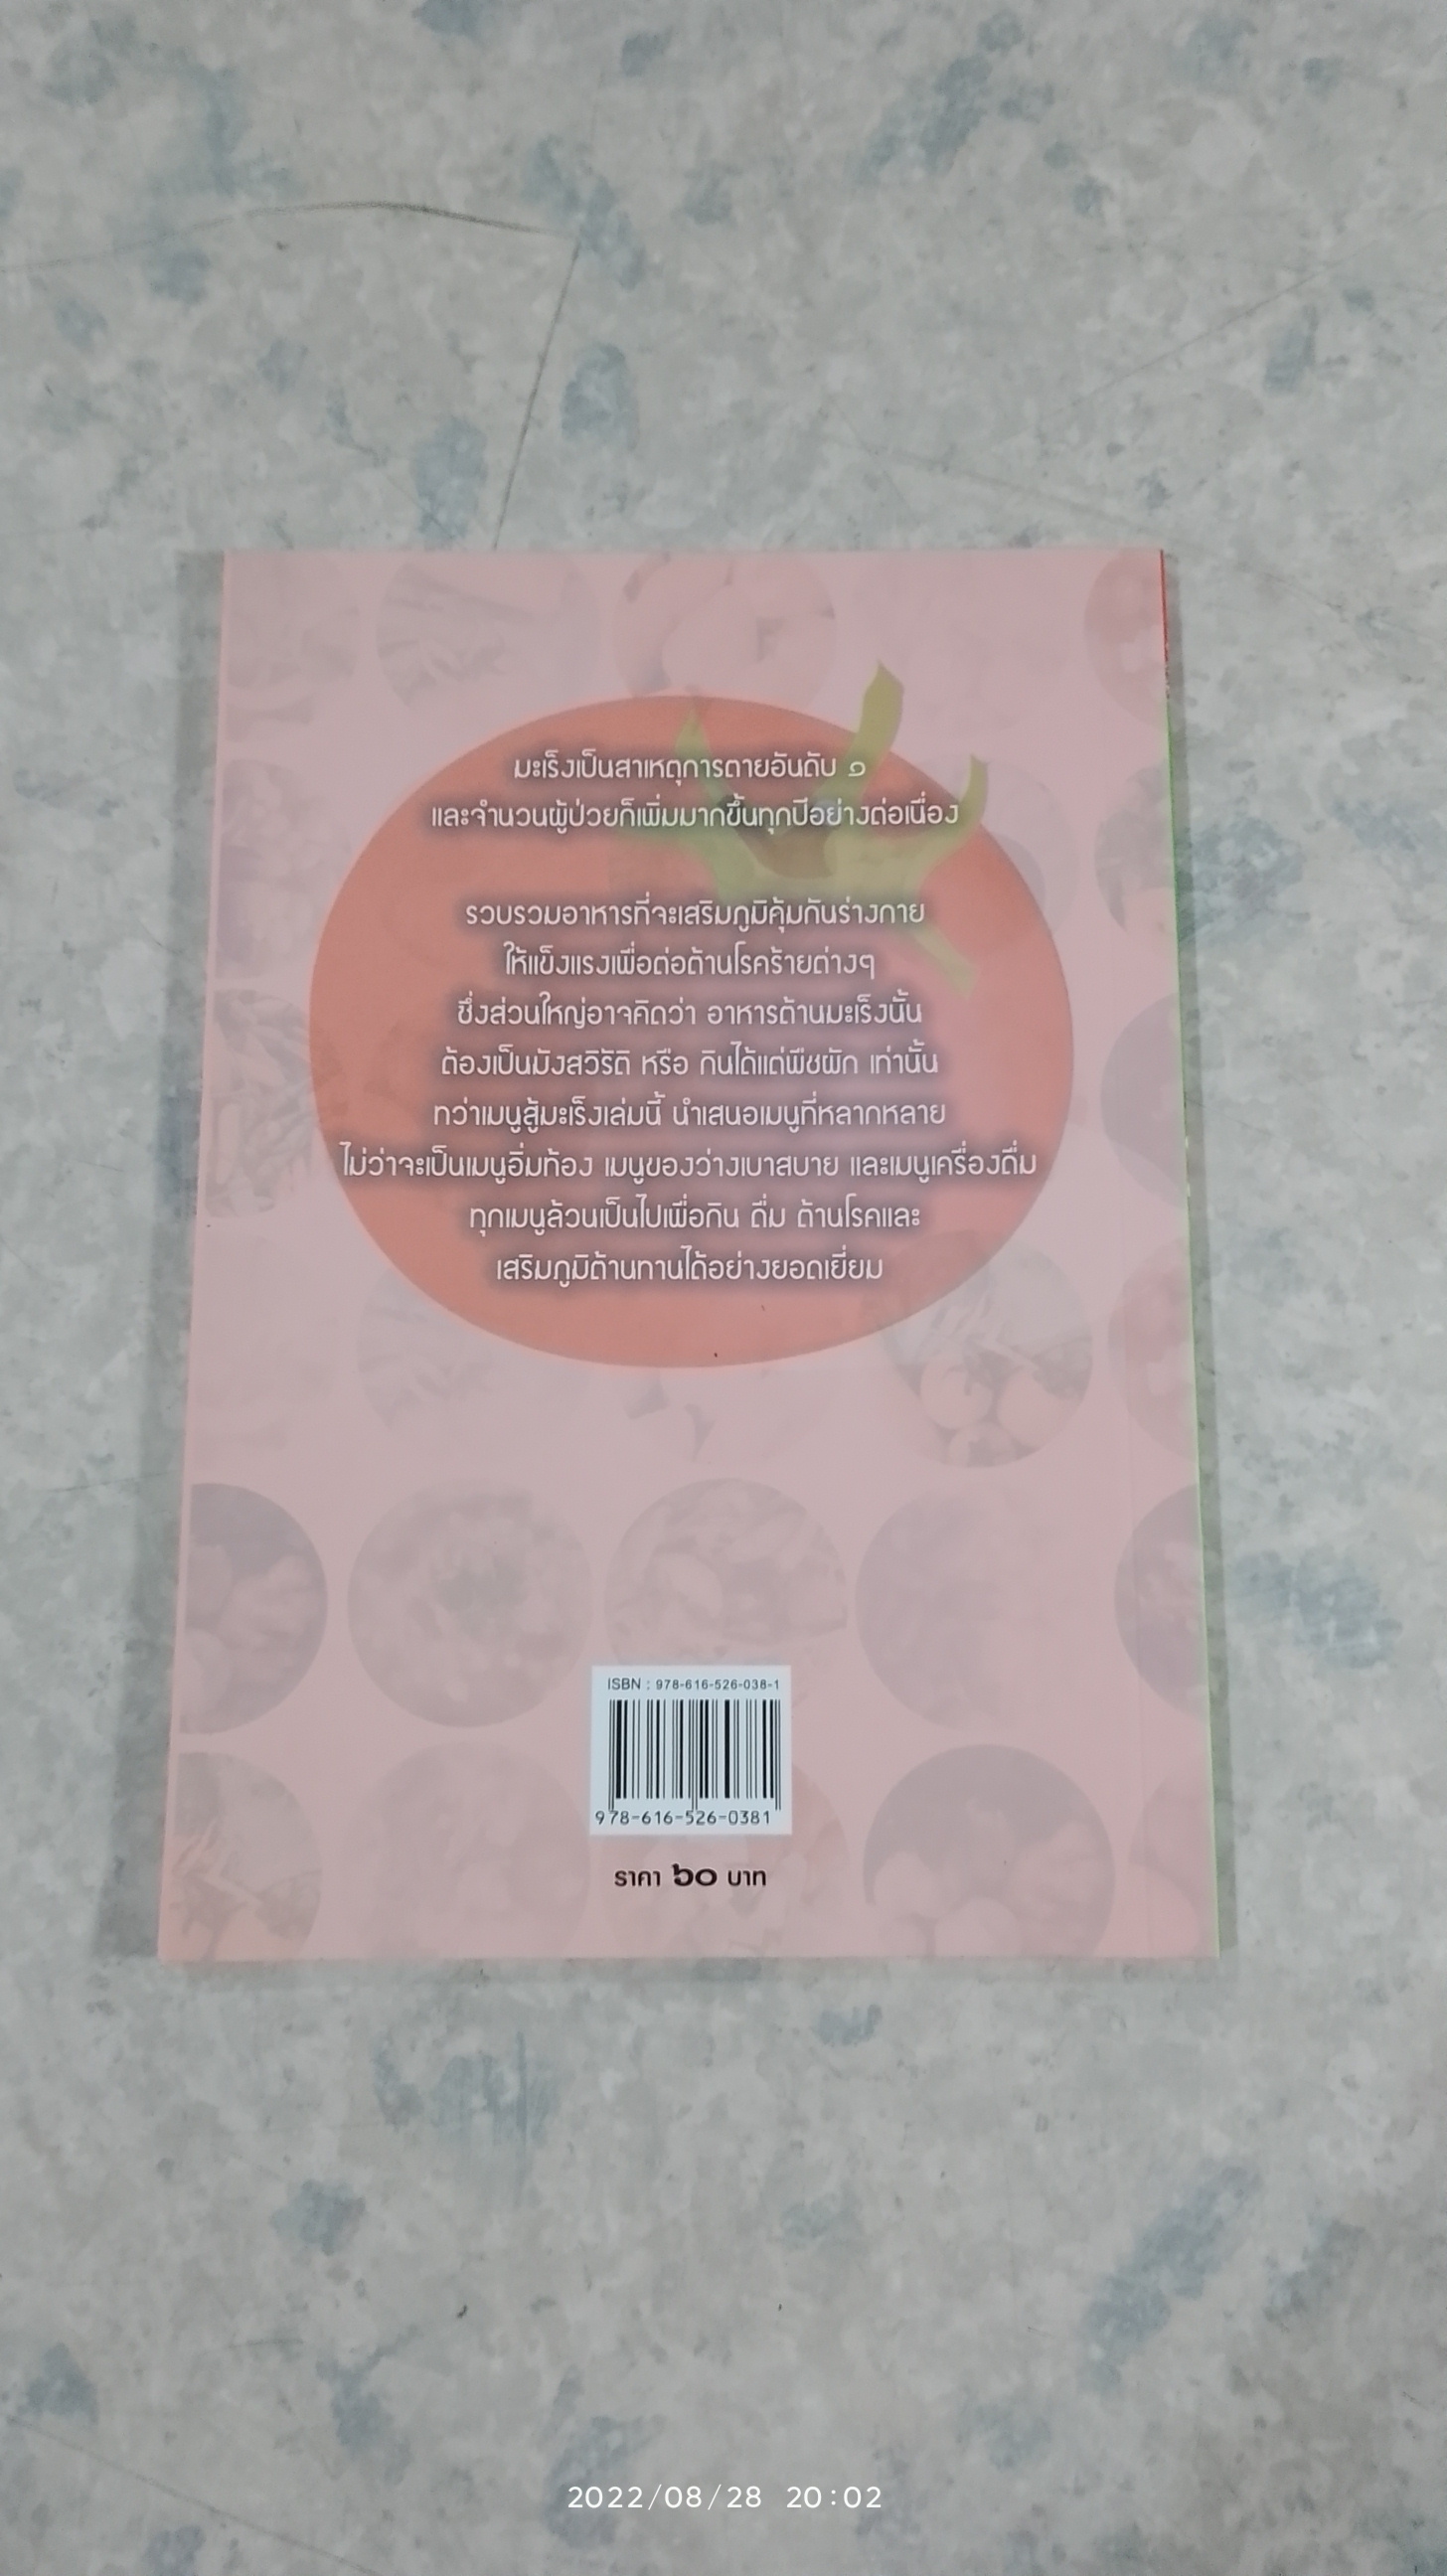 มะเร็งเป็นสาเหตุการตายอันดับ ๑
และจำนวนผู้ป่วยก็เพิ่มมากขึ้นทุกปีอย่างต่อเนื่อง
รวบรวมอาหารที่จะเสริมภูมิคุ้มกันร่างกาย
ให้แข็งแรงเพื่อต่อต้านโรคร้ายต่างๆ
ซึ่งส่วนใหญ่อาจคิดว่า อาหารต้านมะเร็งนั้น
ต้องเป็นมังสวิรัติ หรือ กินได้แต่พืชผัก เท่านั้น
ทว่าเมนูสู้มะเร็งเล่มนี้ นำเสนอเมนูที่หลากหลาย
ไม่ว่าจะเป็นเมนูอิ่มท้อง เมนูของว่างเบาสบาย และเมนูเครื่องดื่ม
ทุกเมนูล้วนเป็นไปเพื่อกิน ดื่ม ต้านโรคและ
เสริมภูมิต้านทานได้อย่างยอดเยี่ยม
ISBN : 978-616-526-038-1
978-616-526-0381
ราคา ๖๐ บาท
2022/08/28 20:02